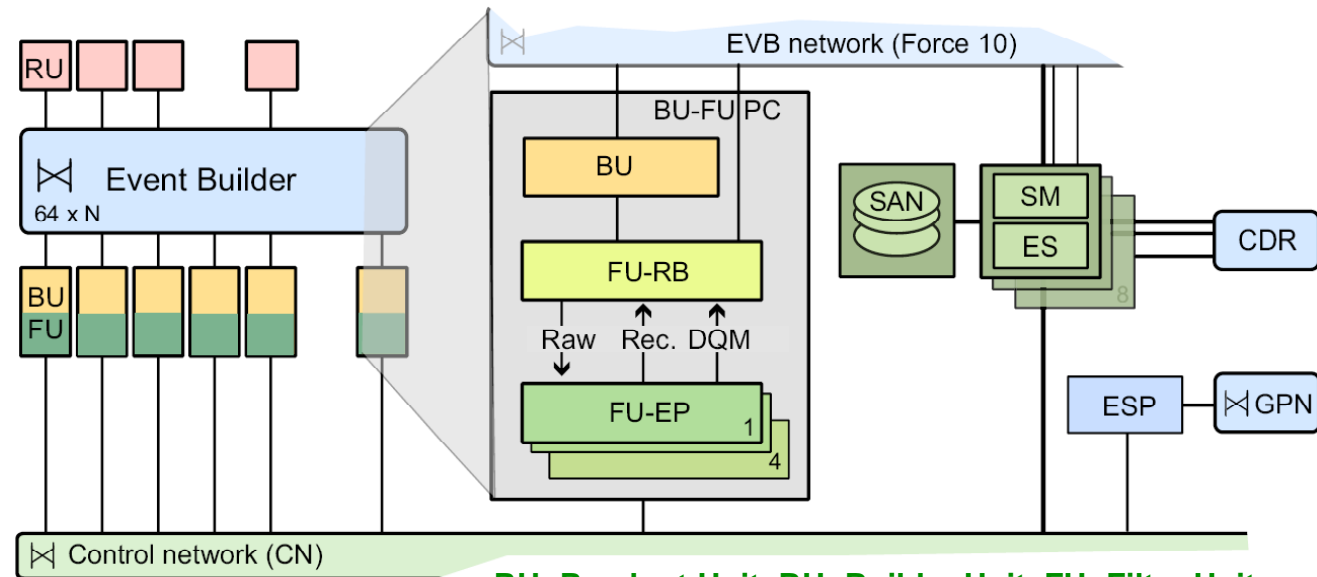 RU
Event Builder
64 x N
BU
FU
EVB network (Force 10)
BU-FU PC
BU
FU-RB
Raw Rec. DQM
FU-EP
1
4
SAN
SM
ES
8
CDR
ESP
GPN
Control network (CN)